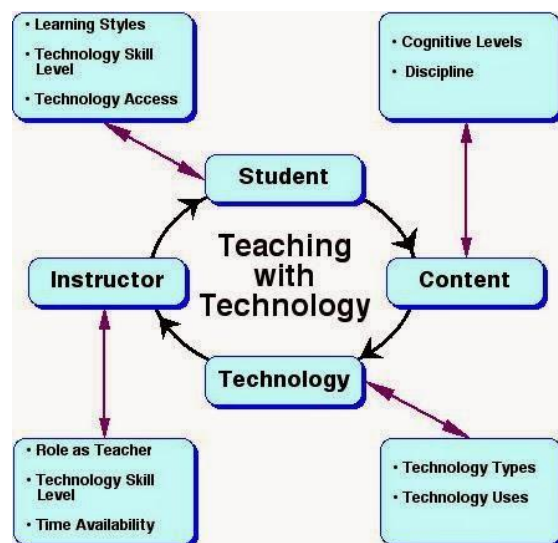 • Learning Styles
• Technology Skill
Level
• Technology Access
• Cognitive Levels
• Discipline
Student
Teaching
with
Technology
Instructor
Content
Technology
• Role as Teacher
• Technology Skill
Level
• Time Availability
• Technology Types
• Technology Uses